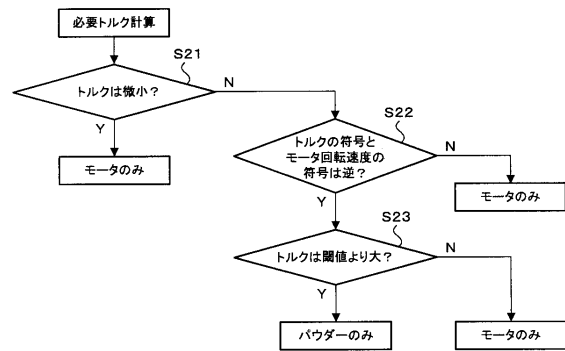 必要トルク計算
S21
トルクは微小?
N
Y
モータのみ
S22
トルクの符号と
モータ回転速度の
符号は逆?
N
Y
モータのみ
S23
トルクは閾値より大?
N
Y
パウダーのみ
モータのみ